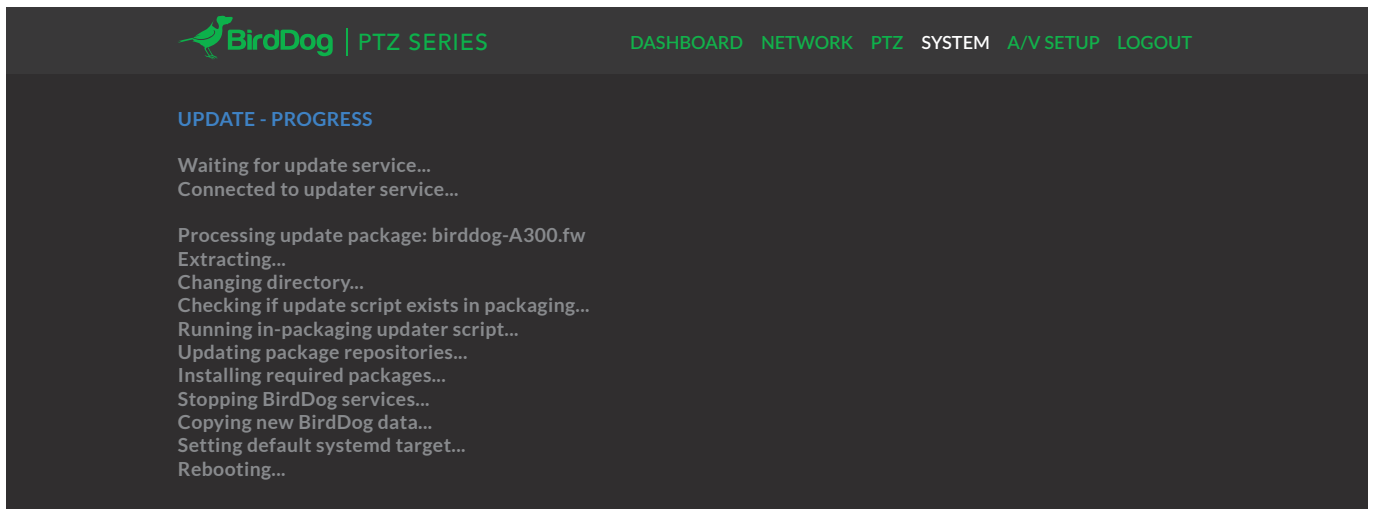 BirdDog | PTZ SERIES
DASHBOARD NETWORK PTZ SYSTEM A/V SETUP LOGOUT
UPDATE - PROGRESS
Waiting for update service...
Connected to updater service...
Processing update package: birddog-A300.fw
Extracting...
Changing directory...
Checking if update script exists in packaging...
Running in-packaging updater script...
Updating package repositories...
Installing required packages...
Stopping BirdDog services...
Copying new BirdDog data...
Setting default systemd target...
Rebooting...